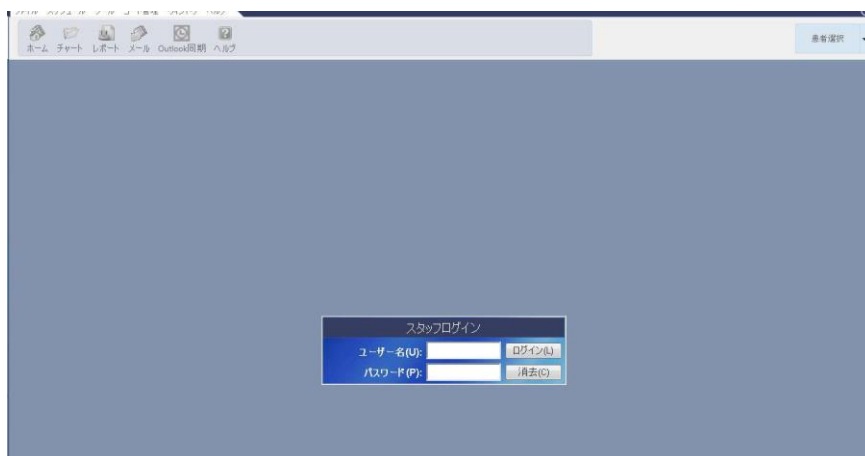 ホーム チャート レポート メール Outlook同期 ヘルプ
患者選択
スタッフログイン
ユーザー名(U):
ログイン(L)
パスワード(P):
消去(C)